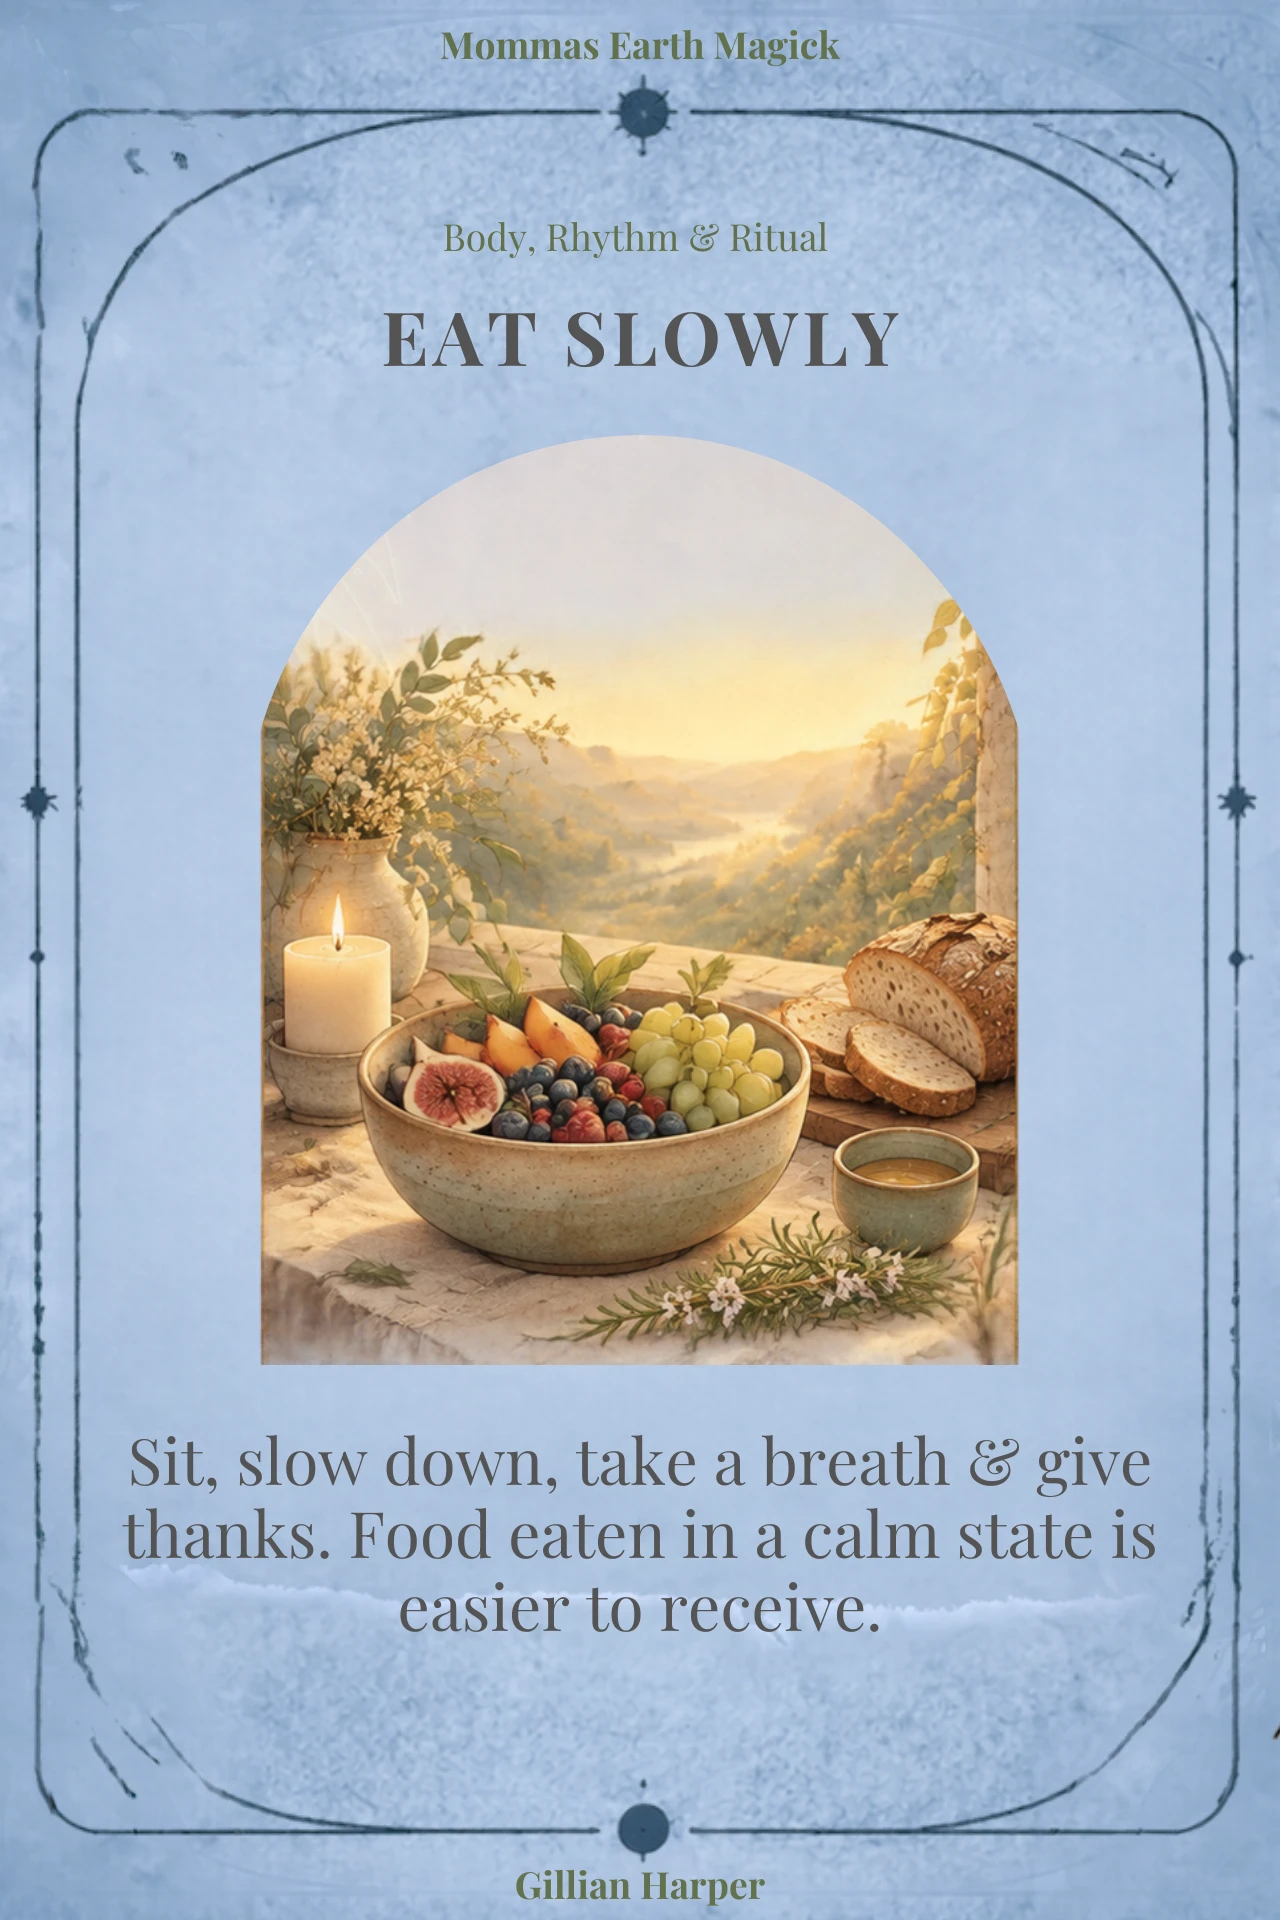 Mommas Earth Magick
Body, Rhythm & Ritual
EAT SLOWLY
Sit, slow down, take a breath & give
thanks. Food eaten in a calm state is
easier to receive.
Gillian Harper